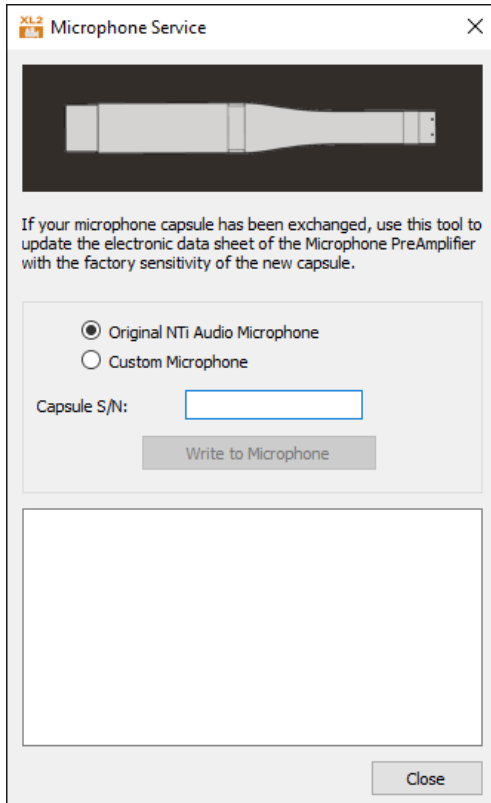 XL2 Microphone Service
If your microphone capsule has been exchanged, use this tool to
update the electronic data sheet of the Microphone PreAmplifier
with the factory sensitivity of the new capsule.
Original NTi Audio Microphone
Custom Microphone
Capsule S/N:
Write to Microphone
Close